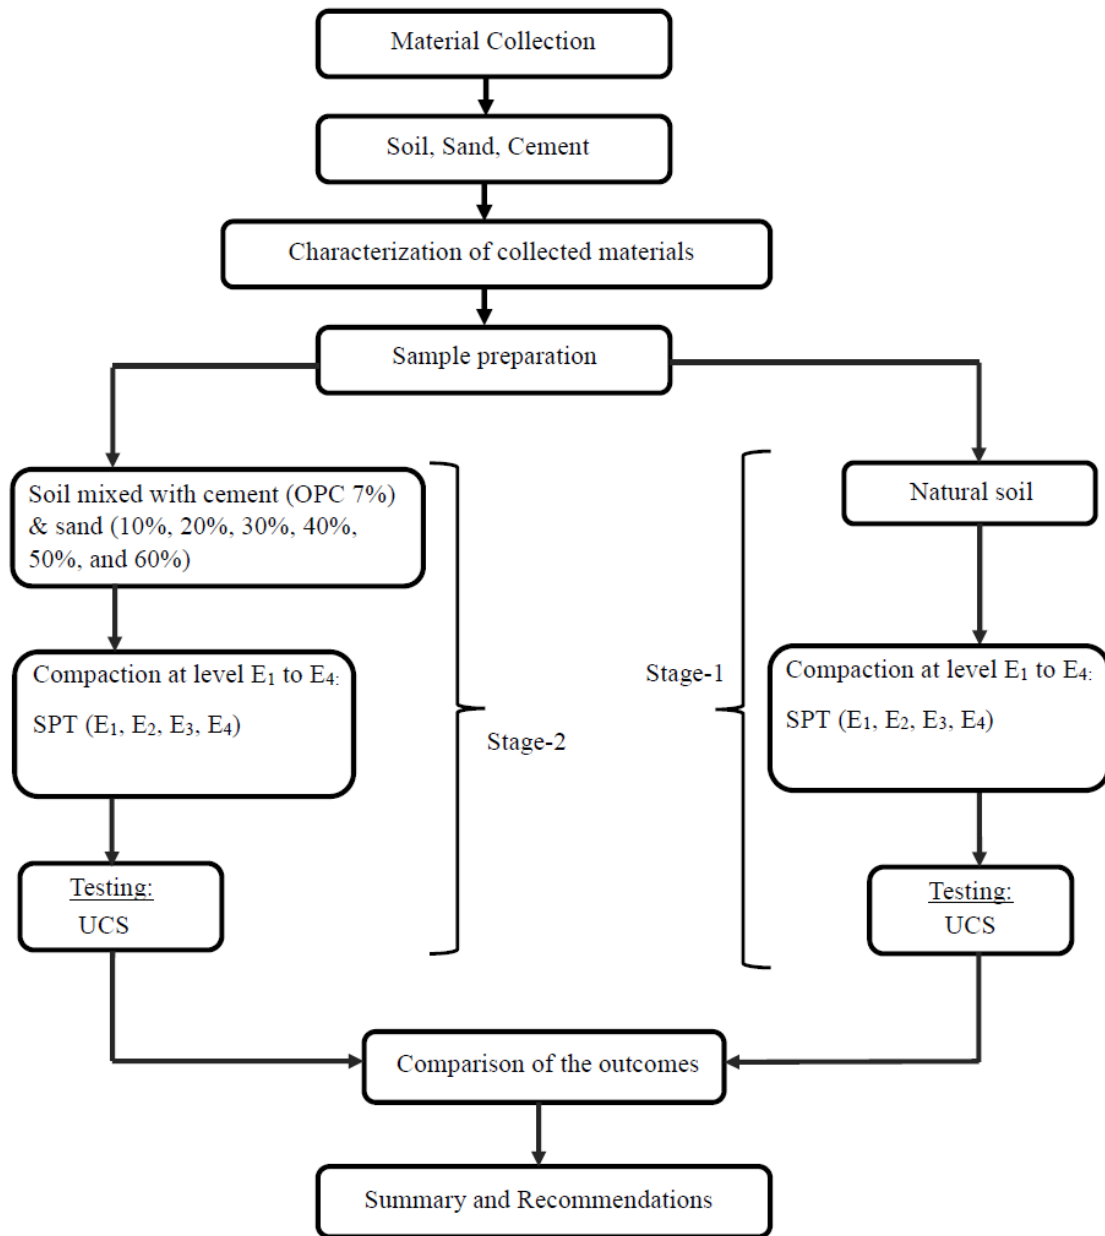 Material Collection
Soil, Sand, Cement
Characterization of collected materials
Sample preparation
Soil mixed with cement (OPC 7%)
& sand (10%, 20%, 30%, 40%,
50%, and 60%)
Compaction at level E₁ to E₄:
SPT (E₁, E₂, E₃, E₄)
Testing:
UCS
Stage-2
Stage-1
Natural soil
Compaction at level E₁ to E₄:
SPT (E₁, E₂, E₃, E₄)
Testing:
UCS
Comparison of the outcomes
Summary and Recommendations